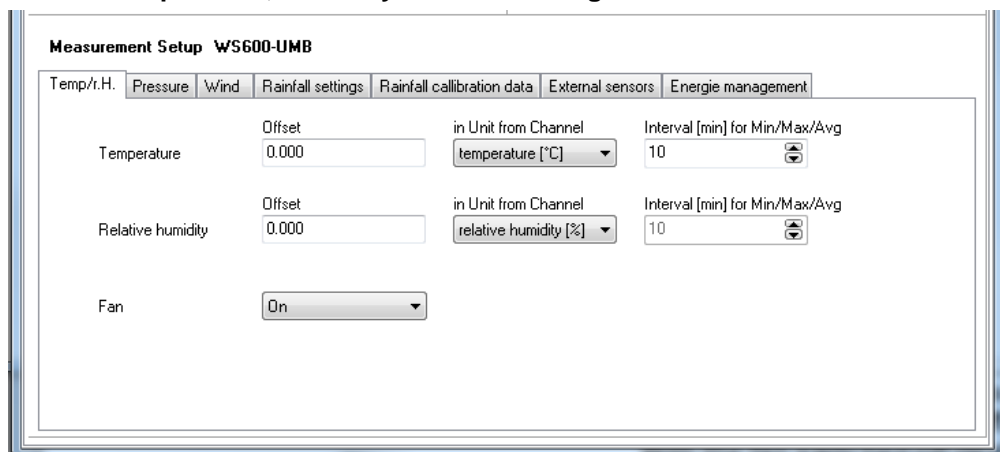 Measurement Setup WS600-UMB
Temp/r.H. Pressure Wind Rainfall settings Rainfall callibration data External sensors Energie management
Offset in Unit from Channel Interval [min] for Min/Max/Avg
Temperature 0.000 temperature [°C] 10
Offset in Unit from Channel Interval [min] for Min/Max/Avg
Relative humidity 0.000 relative humidity [%] 10
Fan On